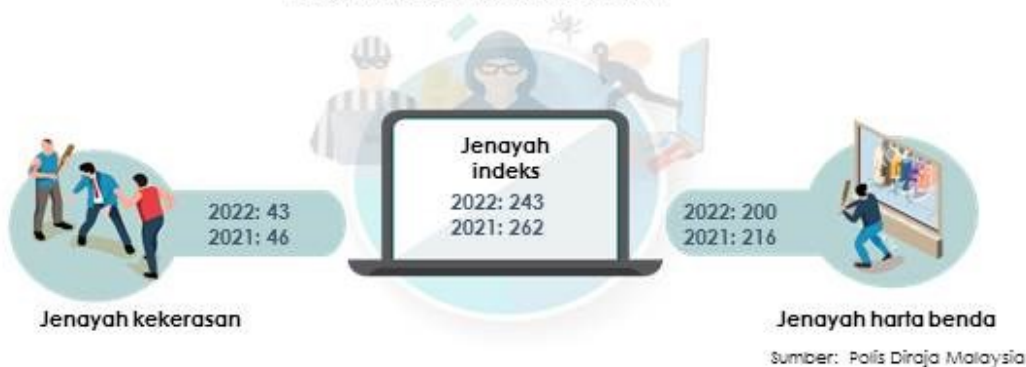 Jenayah
indeks
2022: 243
2021: 262
2022: 43
2021: 46
Jenayah kekerasan
2022: 200
2021: 216
Jenayah harta benda
Sumber: Polis Diraja Malaysia